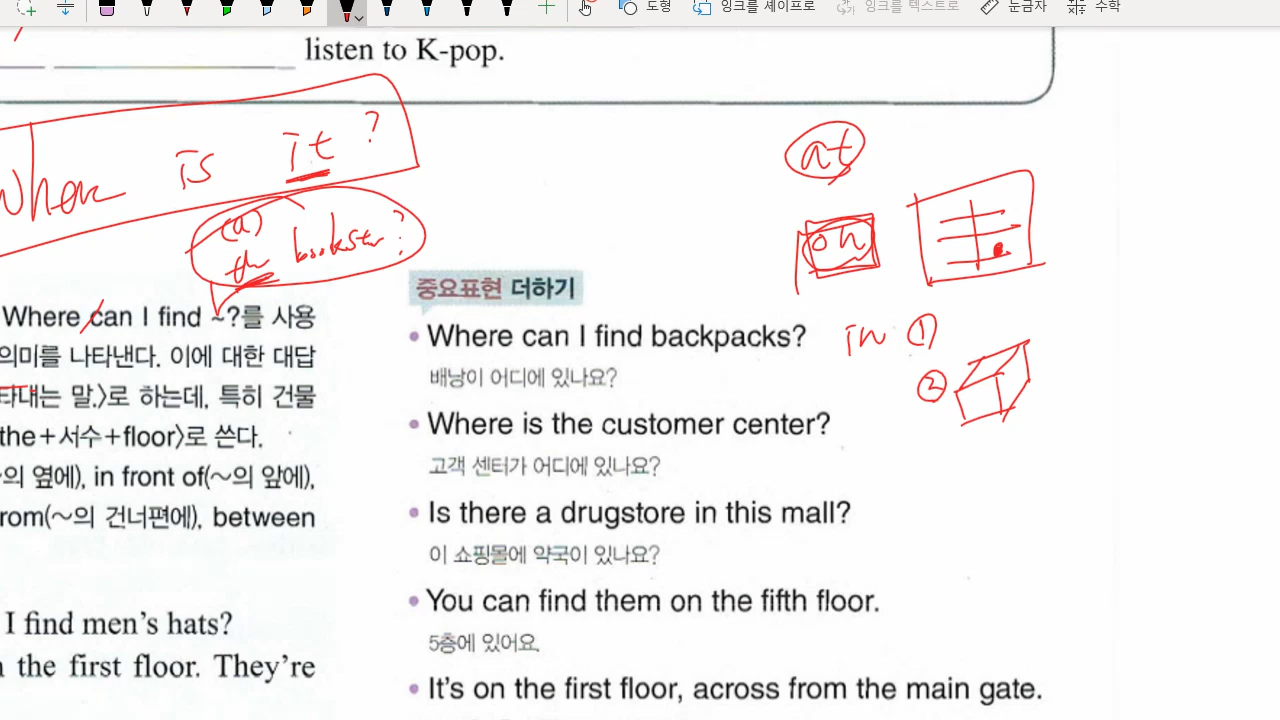 도형 잉크를 셰이프로 잉크를 텍스트로 눈금자 수학
listen to K-pop.
Where is it?
(a)
the bookstore?
at
on
in ①
②
Where can I find ~?를 사용
의미를 나타낸다. 이에 대한 대답
타내는 말.〉로 하는데, 특히 건물
the+서수+floor〉로 쓴다.
의 옆에), in front of(~의 앞에),
rom(~의 건너편에), between
I find men's hats?
the first floor. They're
중요표현 더하기
• Where can I find backpacks?
배낭이 어디에 있나요?
• Where is the customer center?
고객 센터가 어디에 있나요?
• Is there a drugstore in this mall?
이 쇼핑몰에 약국이 있나요?
• You can find them on the fifth floor.
5층에 있어요.
• It's on the first floor, across from the main gate.